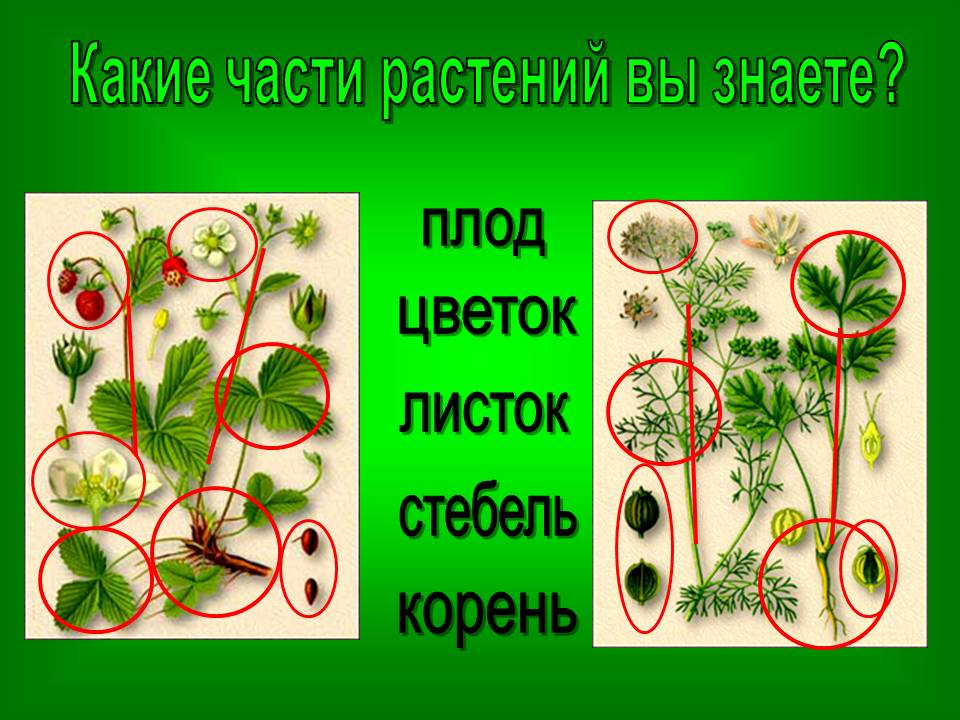 Какие части растений вы знаете?
плод
цветок
листок
стебель
корень